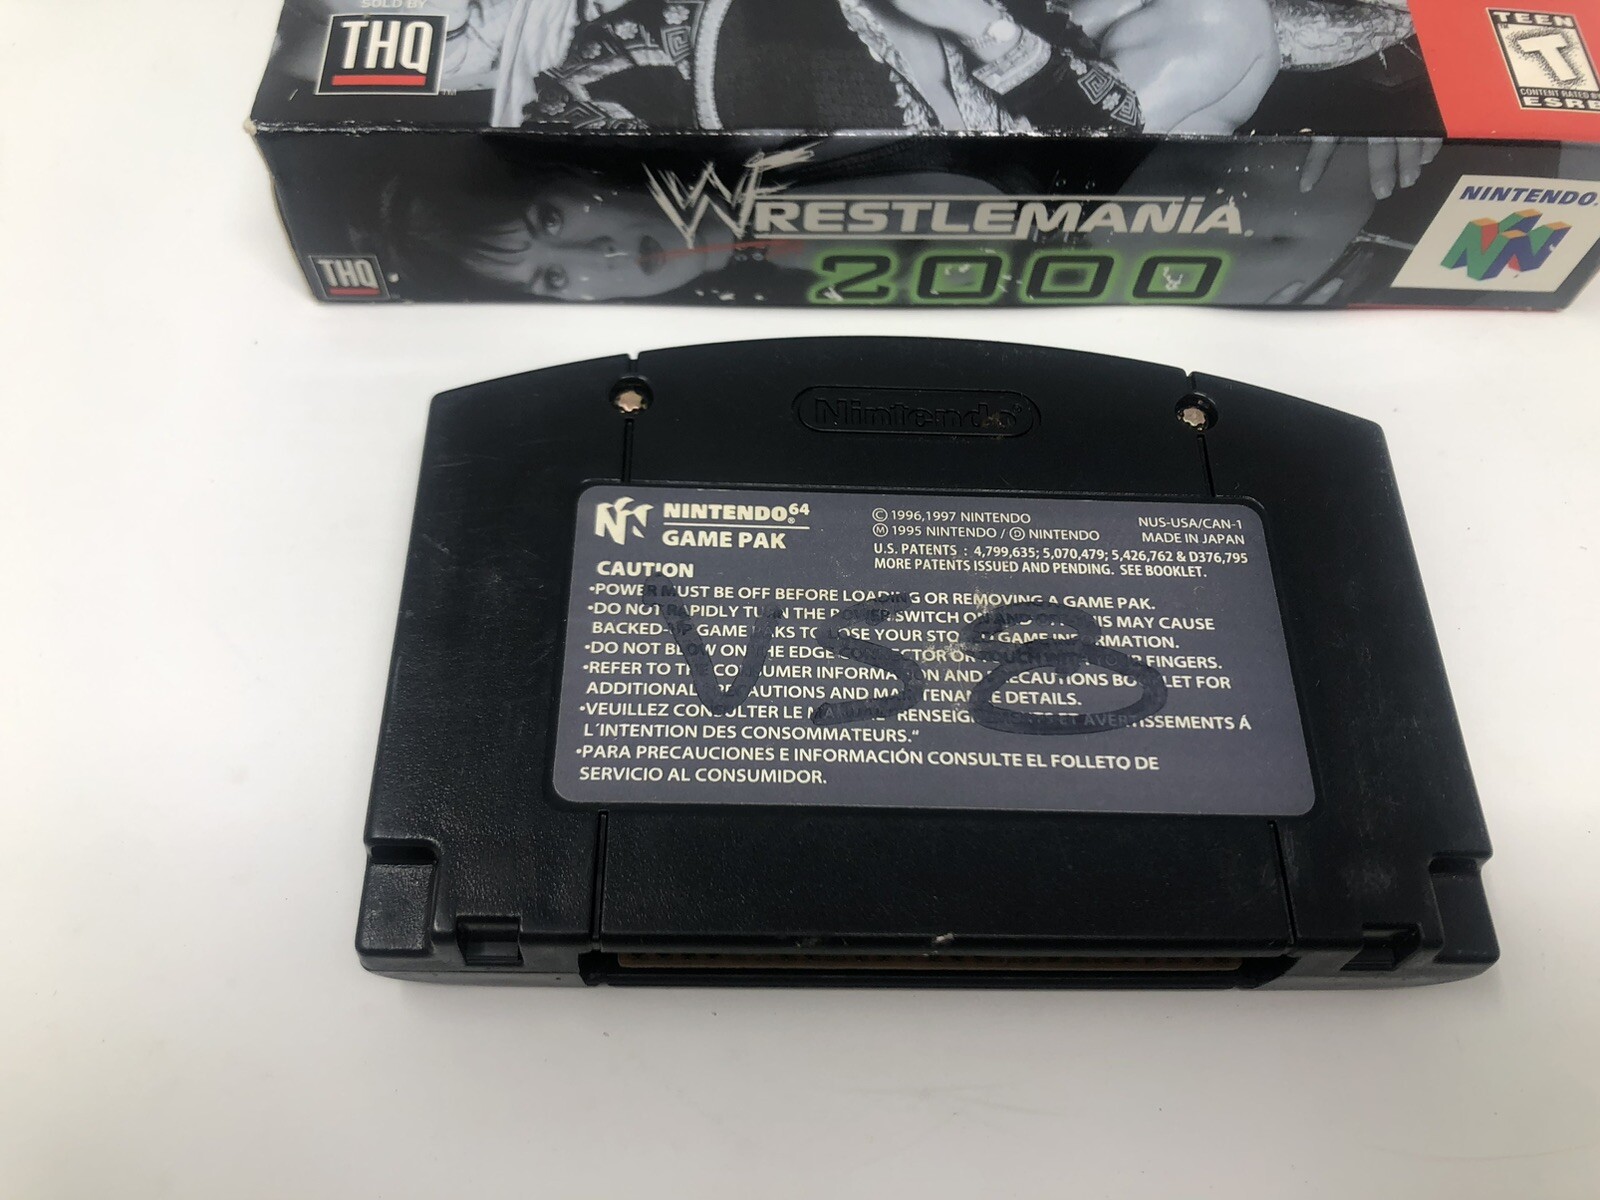 SOLD BY
THQ
TEEN
T
CONTENT RATED BY
ESRB
WRESTLEMANIA
2000
THQ
NINTENDO
Nintendo
NINTENDO64
GAME PAK
© 1996,1997 NINTENDO
Ⓜ 1995 NINTENDO / Ⓓ NINTENDO
NUS-USA/CAN-1
MADE IN JAPAN
U.S. PATENTS : 4,799,635; 5,070,479; 5,426,762 & D376,795
MORE PATENTS ISSUED AND PENDING. SEE BOOKLET.
CAUTION
•POWER MUST BE OFF BEFORE LOADING OR REMOVING A GAME PAK.
•DO NOT RAPIDLY TURN THE POWER SWITCH ON AND OFF. THIS MAY CAUSE
BACKED-UP GAME PAKS TO LOSE YOUR STORED GAME INFORMATION.
•DO NOT BLOW ON THE EDGE CONNECTOR OR TOUCH WITH YOUR FINGERS.
•REFER TO THE CONSUMER INFORMATION AND PRECAUTIONS BOOKLET FOR
ADDITIONAL PRECAUTIONS AND MAINTENANCE DETAILS.
•VEUILLEZ CONSULTER LE MANUAL "RENSEIGNEMENTS ET AVERTISSEMENTS Á
L'INTENTION DES CONSOMMATEURS."
•PARA PRECAUCIONES E INFORMACIÓN CONSULTE EL FOLLETO DE
SERVICIO AL CONSUMIDOR.
VS8